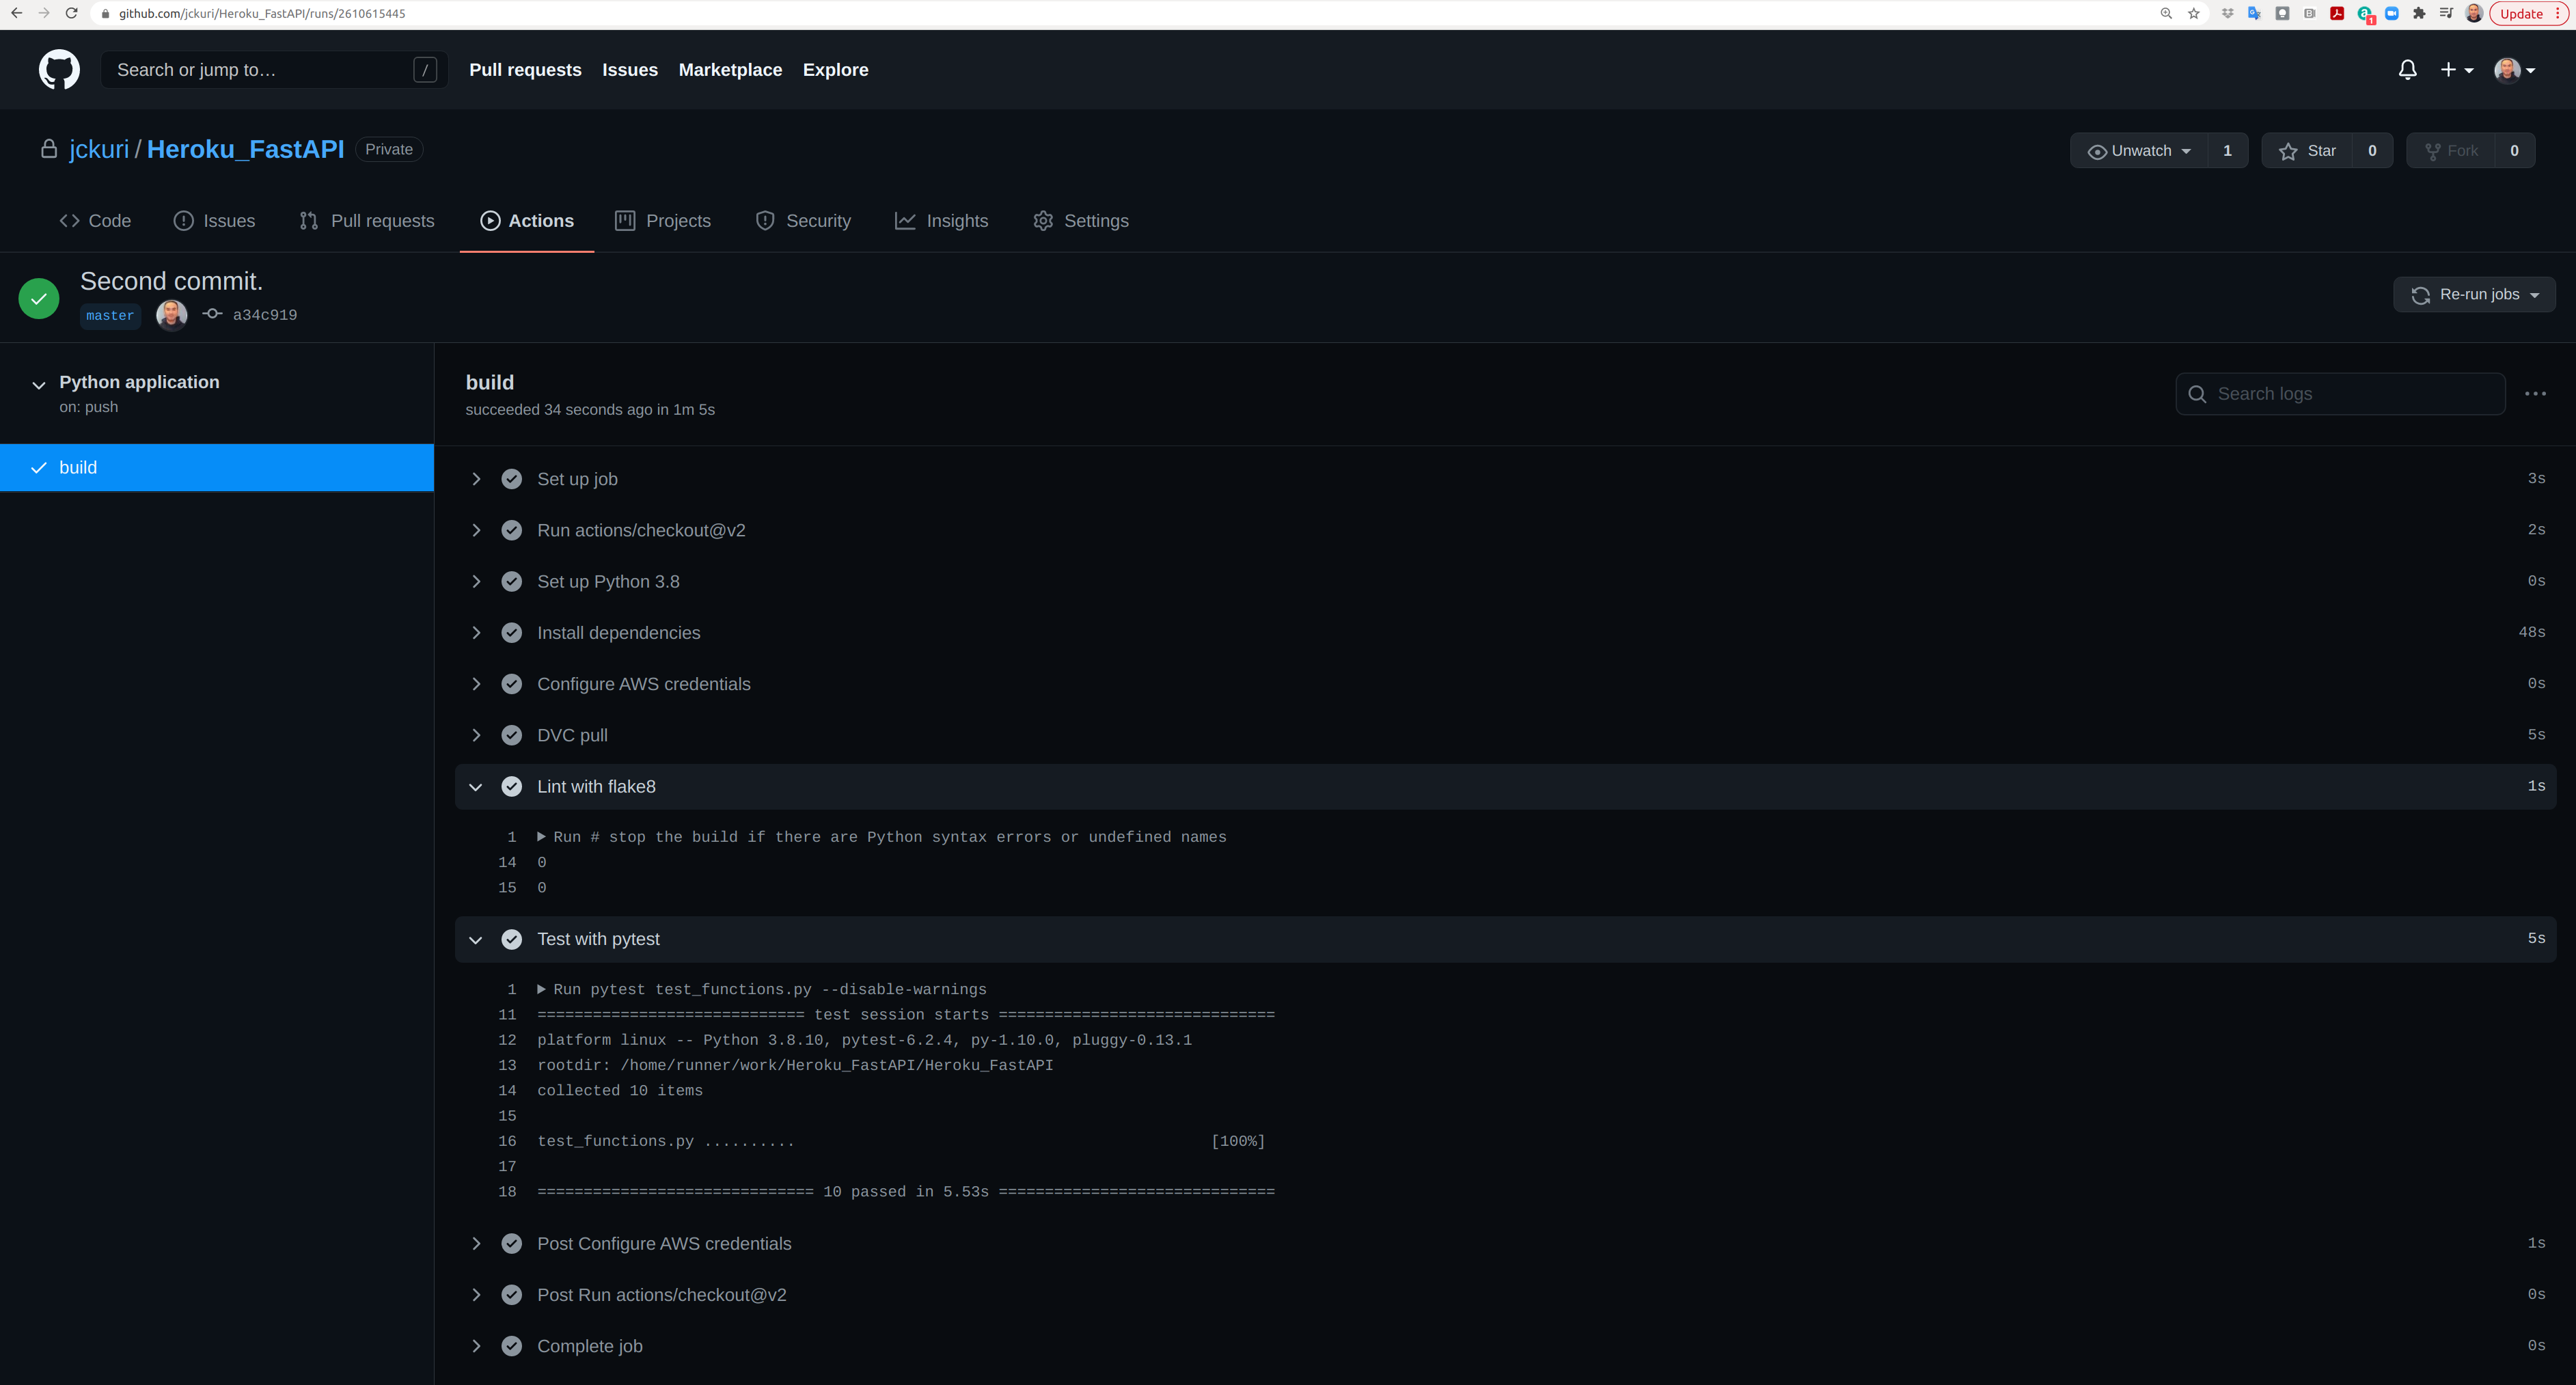 github.com/jckuri/Heroku_FastAPI/runs/2610615445
Update
Search or jump to…
/
Pull requests
Issues
Marketplace
Explore
jckuri / Heroku_FastAPI
Private
Unwatch 1
Star 0
Fork 0
Code
Issues
Pull requests
Actions
Projects
Security
Insights
Settings
Second commit.
master
a34c919
Re-run jobs
Python application
on: push
build
build
succeeded 34 seconds ago in 1m 5s
Search logs
Set up job 3s
Run actions/checkout@v2 2s
Set up Python 3.8 0s
Install dependencies 48s
Configure AWS credentials 0s
DVC pull 5s
Lint with flake8 1s
1 Run # stop the build if there are Python syntax errors or undefined names
14 0
15 0
Test with pytest 5s
1 Run pytest test_functions.py --disable-warnings
11 ============================= test session starts ==============================
12 platform linux -- Python 3.8.10, pytest-6.2.4, py-1.10.0, pluggy-0.13.1
13 rootdir: /home/runner/work/Heroku_FastAPI/Heroku_FastAPI
14 collected 10 items
15
16 test_functions.py .......... [100%]
17
18 ============================== 10 passed in 5.53s ==============================
Post Configure AWS credentials 1s
Post Run actions/checkout@v2 0s
Complete job 0s